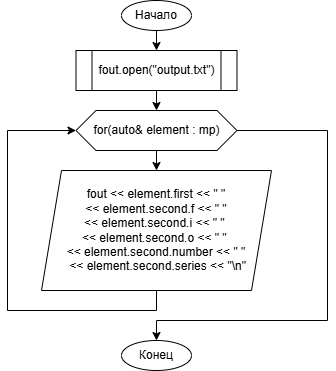 Начало
fout.open("output.txt")
for(auto& element : mp)
fout << element.first << " "
<< element.second.f << " "
<< element.second.i << " "
<< element.second.o << " "
<< element.second.number << " "
<< element.second.series << "\n"
Конец